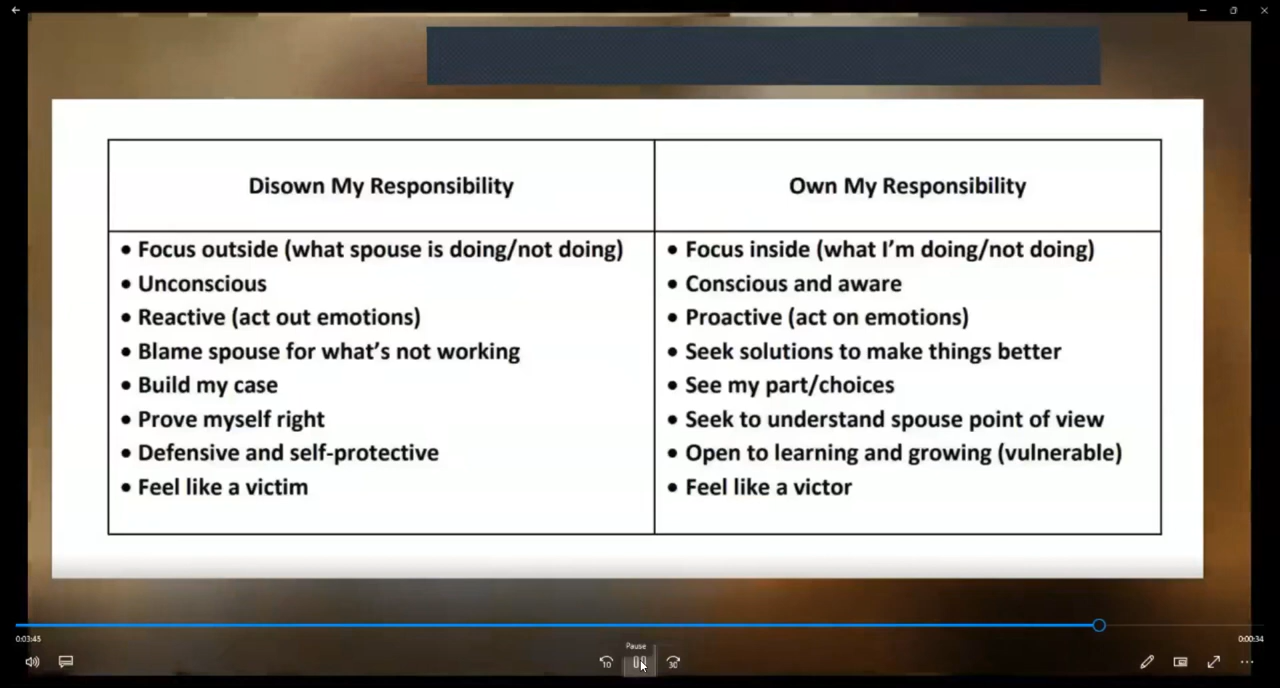 Disown My Responsibility
Own My Responsibility
• Focus outside (what spouse is doing/not doing)
• Unconscious
• Reactive (act out emotions)
• Blame spouse for what’s not working
• Build my case
• Prove myself right
• Defensive and self-protective
• Feel like a victim
• Focus inside (what I’m doing/not doing)
• Conscious and aware
• Proactive (act on emotions)
• Seek solutions to make things better
• See my part/choices
• Seek to understand spouse point of view
• Open to learning and growing (vulnerable)
• Feel like a victor
0:03:45
0:00:34
Pause
10
30